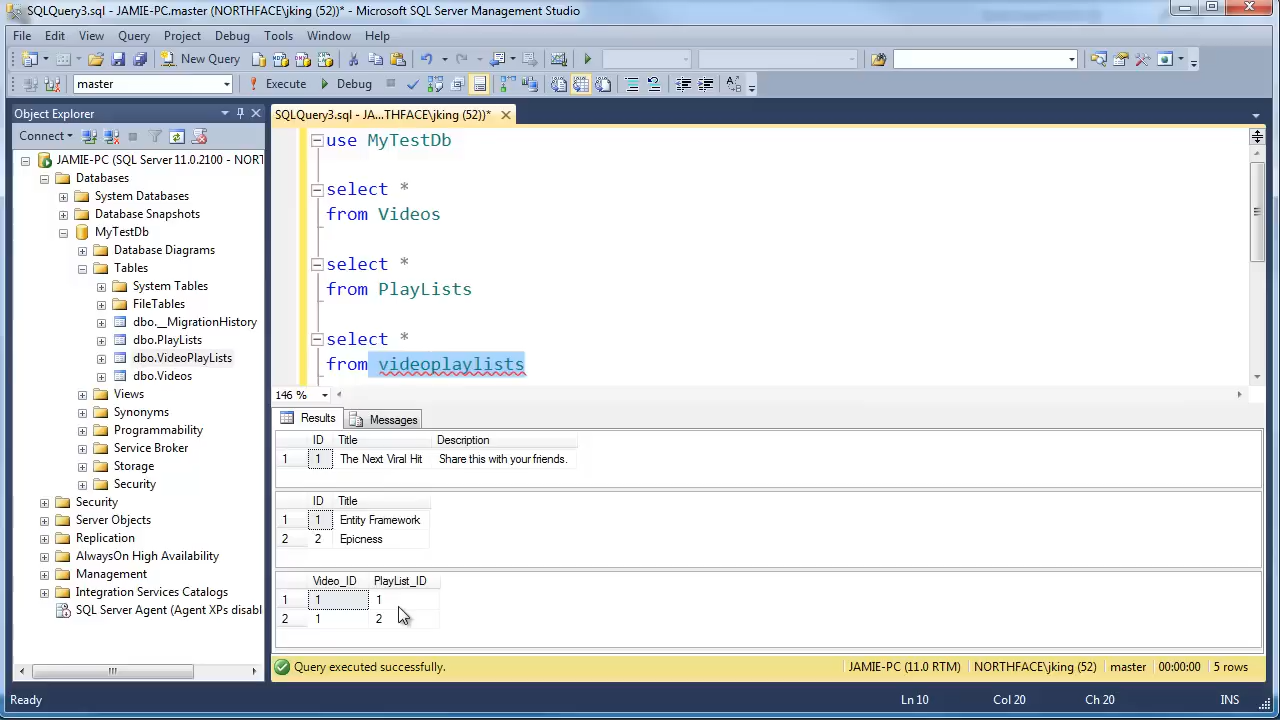 SQLQuery3.sql - JAMIE-PC.master (NORTHFACE\jking (52))* - Microsoft SQL Server Management Studio
File Edit View Query Project Debug Tools Window Help
New Query
master Execute Debug
Object Explorer
SQLQuery3.sql - JA...THFACE\jking (52))*
Connect
JAMIE-PC (SQL Server 11.0.2100 - NORT
Databases
System Databases
Database Snapshots
MyTestDb
Database Diagrams
Tables
System Tables
FileTables
dbo.__MigrationHistory
dbo.PlayLists
dbo.VideoPlayLists
dbo.Videos
Views
Synonyms
Programmability
Service Broker
Storage
Security
Security
Server Objects
Replication
AlwaysOn High Availability
Management
Integration Services Catalogs
SQL Server Agent (Agent XPs disabl
use MyTestDb
select *
from Videos
select *
from PlayLists
select *
from videoplaylists
146 %
Results Messages
ID Title Description
1 1 The Next Viral Hit Share this with your friends.
ID Title
1 1 Entity Framework
2 2 Epicness
Video_ID PlayList_ID
1 1 1
2 1 2
Query executed successfully. JAMIE-PC (11.0 RTM) NORTHFACE\jking (52) master 00:00:00 5 rows
Ready Ln 10 Col 20 Ch 20 INS